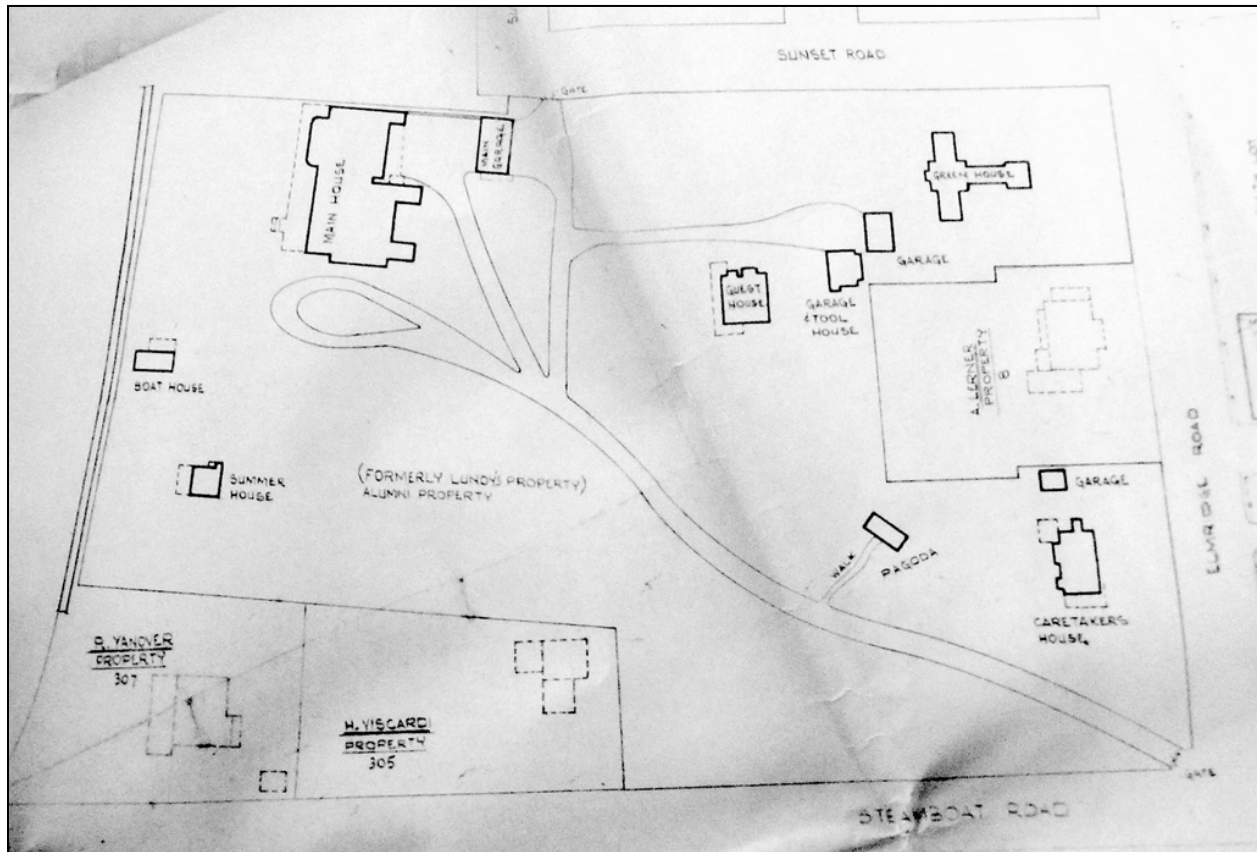 SUNSET ROAD
GATE
MAIN HOUSE
MAIN
GARAGE
GREEN HOUSE
GARAGE
GUEST
HOUSE
GARAGE
& TOOL
HOUSE
A. LERNER
PROPERTY
8
BOAT HOUSE
SUMMER
HOUSE
(FORMERLY LUNDY'S PROPERTY)
ALUMNI PROPERTY
GARAGE
ELMRIDGE ROAD
WALK
PAGODA
CARETAKERS
HOUSE
R. YANOVER
PROPERTY
307
H. VISCARDI
PROPERTY
305
GATE
STEAMBOAT ROAD